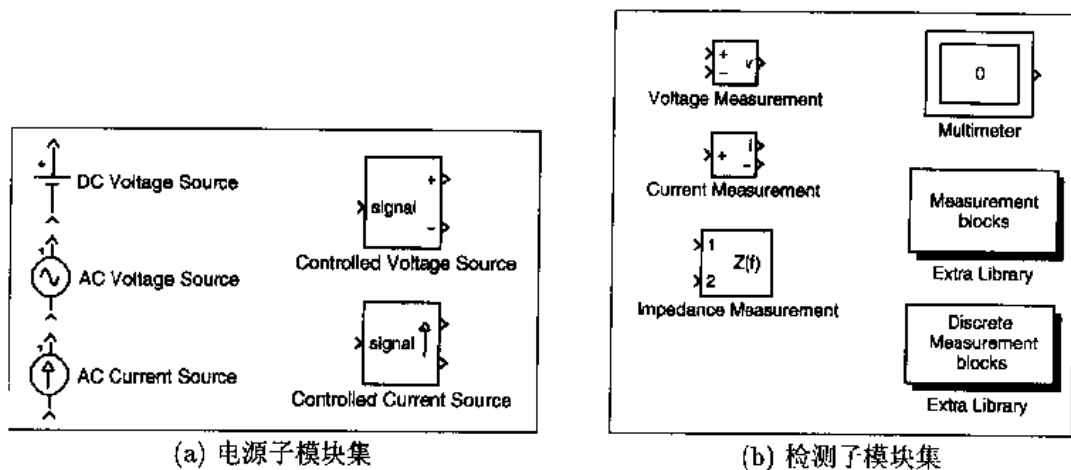 +
DC Voltage Source
AC Voltage Source
AC Current Source
signal
+
−
Controlled Voltage Source
signal
Controlled Current Source
(a) 电源子模块集
+
−
v
Voltage Measurement
+
i
−
Current Measurement
1
2
Z(f)
Impedance Measurement
0
Multimeter
Measurement
blocks
Extra Library
Discrete
Measurement
blocks
Extra Library
(b) 检测子模块集